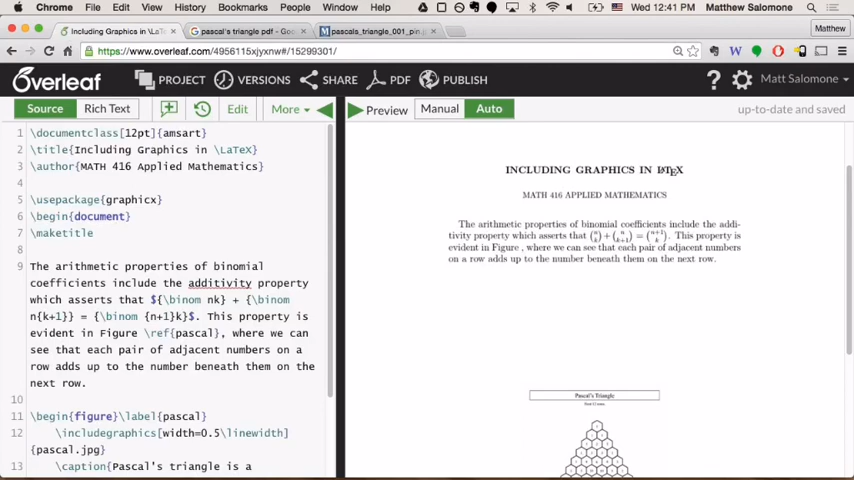 Chrome File Edit View History Bookmarks People Window Help Wed 12:41 PM Matthew Salomone
Including Graphics in \LaT pascal's triangle pdf - Goo pascals_triangle_001_pin.j Matthew
https://www.overleaf.com/4956115xjyxnw#/15299301/
Overleaf PROJECT VERSIONS SHARE PDF PUBLISH ? Matt Salomone
Source Rich Text Edit More Preview Manual Auto up-to-date and saved
1 \documentclass[12pt]{amsart}
2 \title{Including Graphics in \LaTeX}
3 \author{MATH 416 Applied Mathematics}
4
5 \usepackage{graphicx}
6 \begin{document}
7 \maketitle
8
9 The arithmetic properties of binomial
coefficients include the additivity property
which asserts that ${\binom nk} + {\binom
n{k+1}} = {\binom {n+1}k}$. This property is
evident in Figure \ref{pascal}, where we can
see that each pair of adjacent numbers on a
row adds up to the number beneath them on the
next row.
10
11 \begin{figure}\label{pascal}
12 \includegraphics[width=0.5\linewidth]
{pascal.jpg}
13 \caption{Pascal's triangle is a
INCLUDING GRAPHICS IN LATEX
MATH 416 APPLIED MATHEMATICS
The arithmetic properties of binomial coefficients include the addi-
tivity property which asserts that (n k) + (n k+1) = (n+1 k). This property is
evident in Figure , where we can see that each pair of adjacent numbers
on a row adds up to the number beneath them on the next row.
Pascal's Triangle